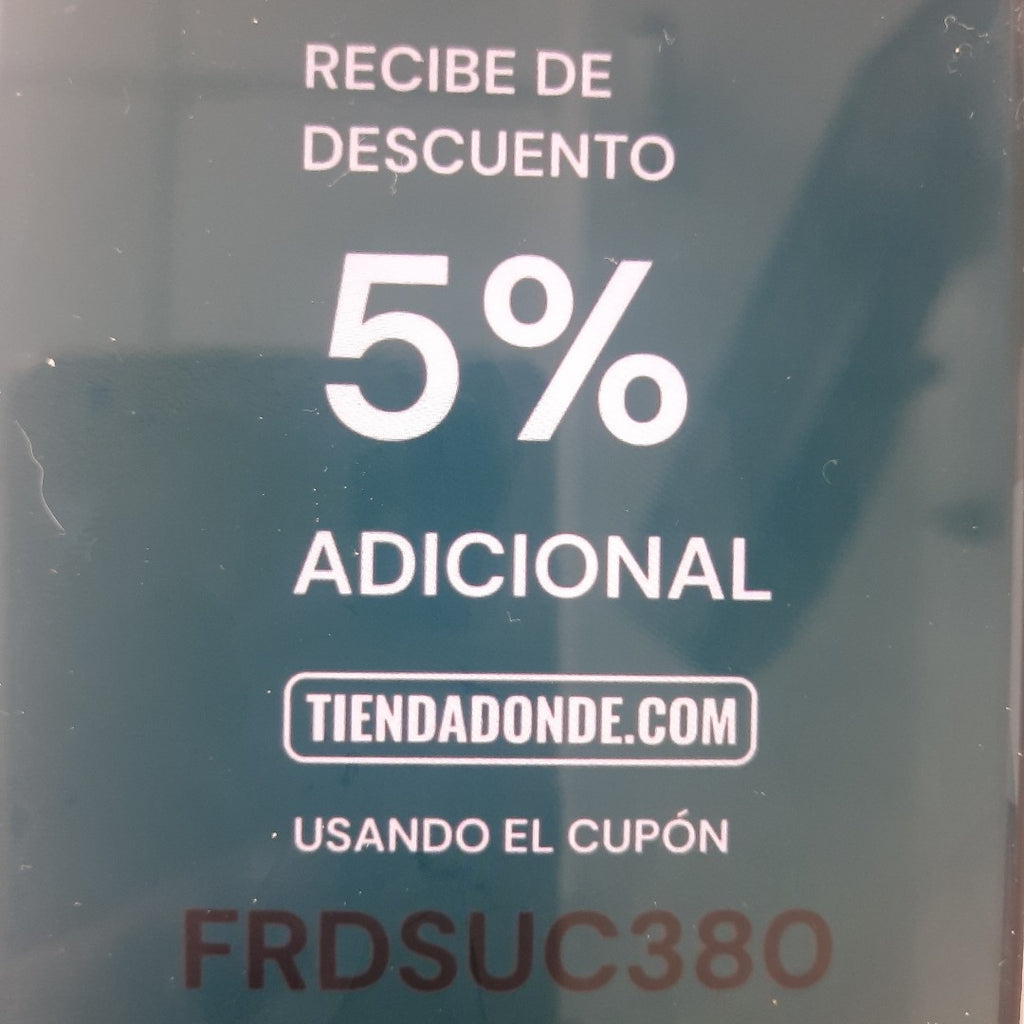 RECIBE DE
DESCUENTO
5%
ADICIONAL
TIENDADONDE.COM
USANDO EL CUPÓN
FRDSUC380